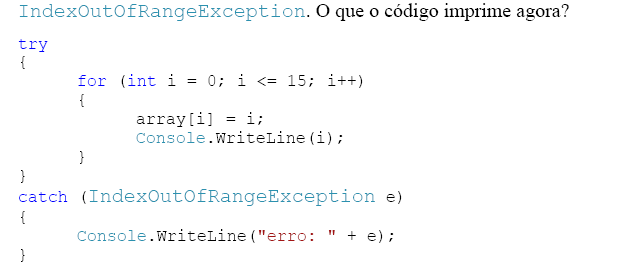 IndexOutOfRangeException. O que o código imprime agora?
try
{
for (int i = 0; i <= 15; i++)
{
array[i] = i;
Console.WriteLine(i);
}
}
catch (IndexOutOfRangeException e)
{
Console.WriteLine("erro: " + e);
}